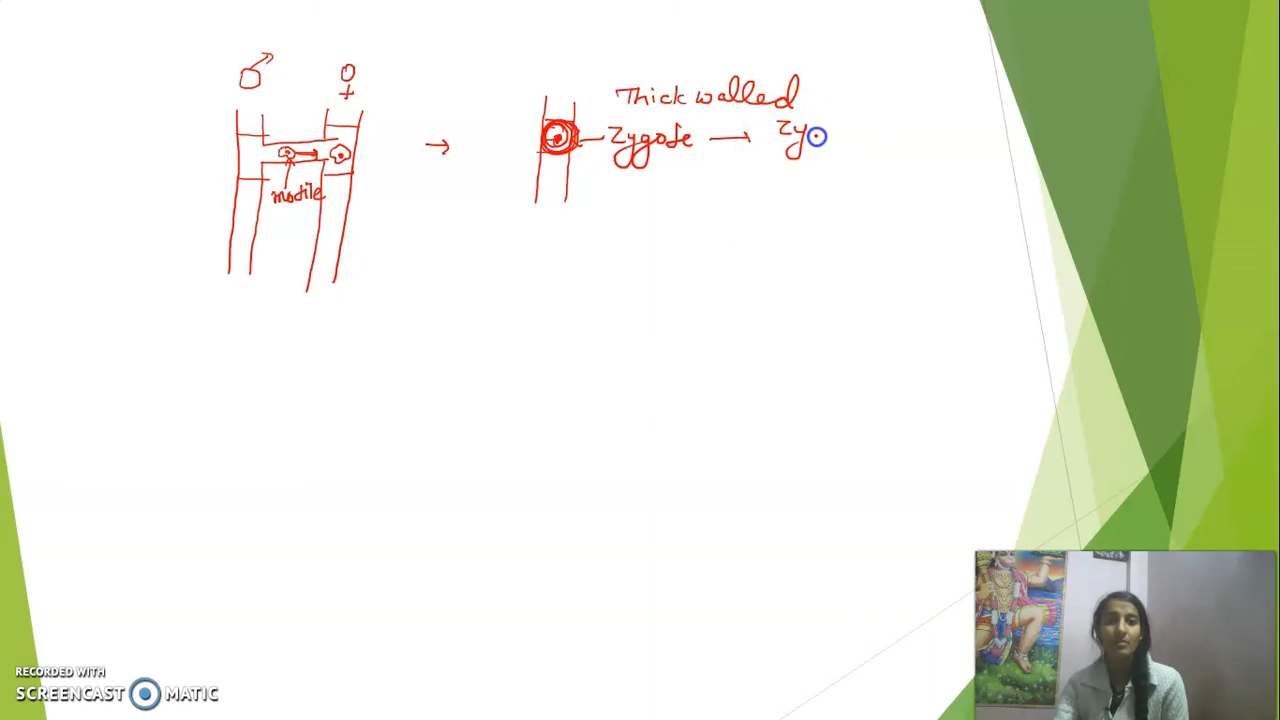 Thick walled
Zygote → Zy
motile
RECORDED WITH
SCREENCAST MATIC